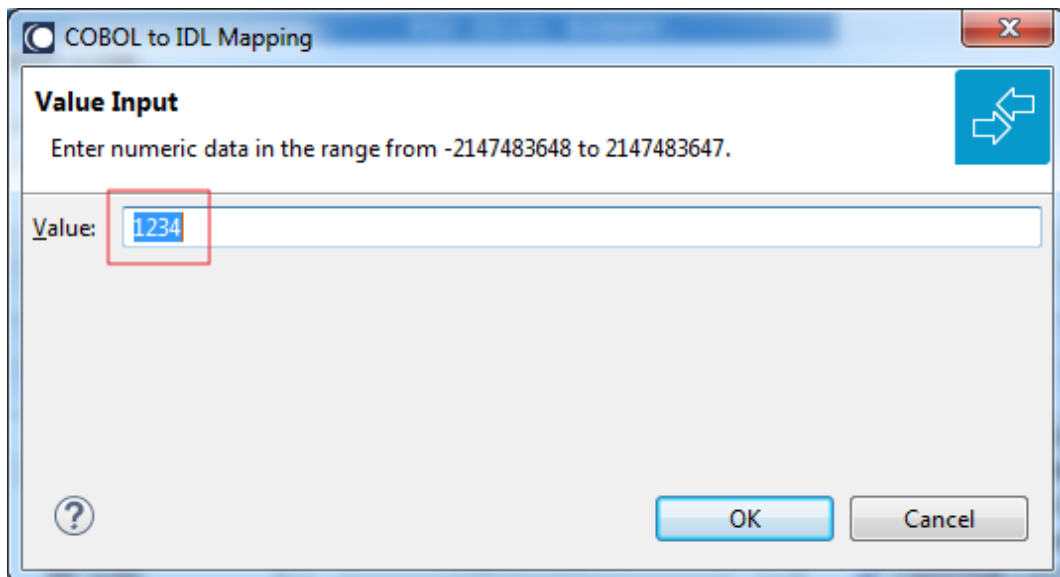 COBOL to IDL Mapping
Value Input
Enter numeric data in the range from -2147483648 to 2147483647.
Value: 1234
OK Cancel